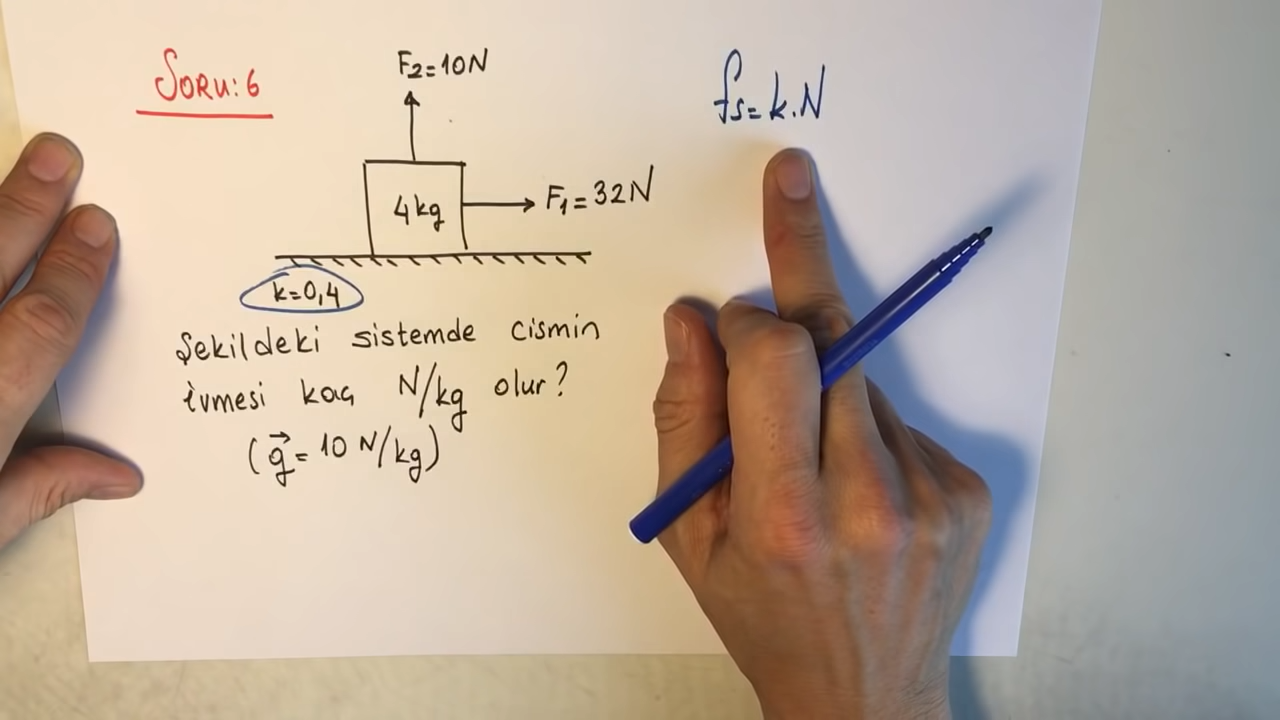 SORU: 6
F2=10N
fs=k.N
4kg
F1=32N
k=0,4
Şekildeki sistemde cismin
ivmesi kaç N/kg olur?
(g⃗=10 N/kg)